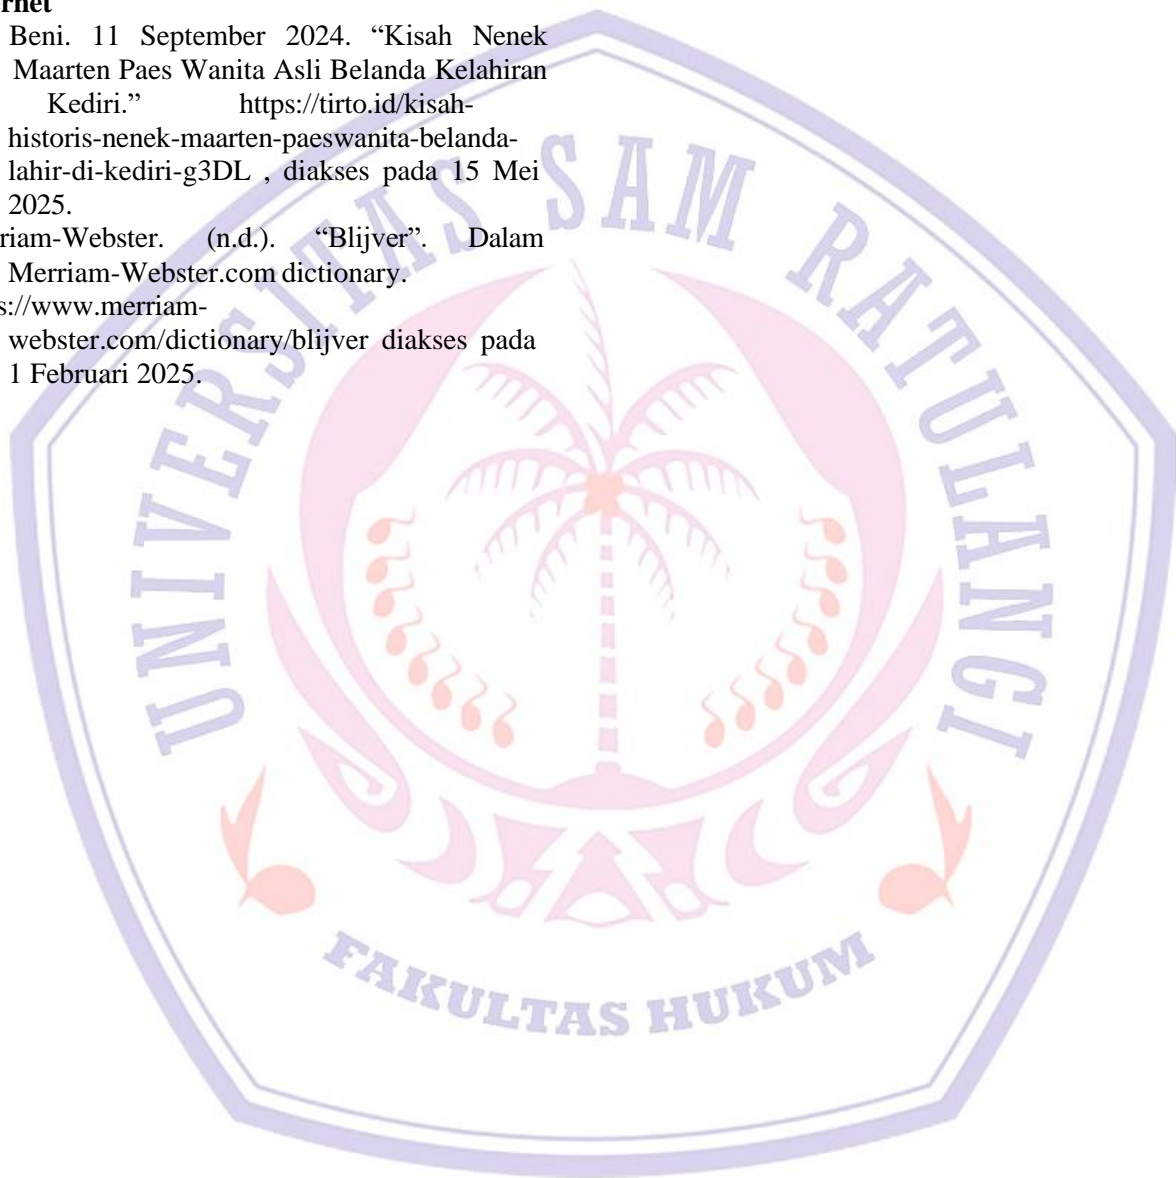 ernet
Beni. 11 September 2024. “Kisah Nenek
Maarten Paes Wanita Asli Belanda Kelahiran
Kediri.” https://tirto.id/kisah-
historis-nenek-maarten-paeswanita-belanda-
lahir-di-kediri-g3DL , diakses pada 15 Mei
2025.
riam-Webster. (n.d.). “Blijver”. Dalam
Merriam-Webster.com dictionary.
s://www.merriam-
webster.com/dictionary/blijver diakses pada
1 Februari 2025.
UNIVERSITAS SAM RATULANGI
FAKULTAS HUKUM